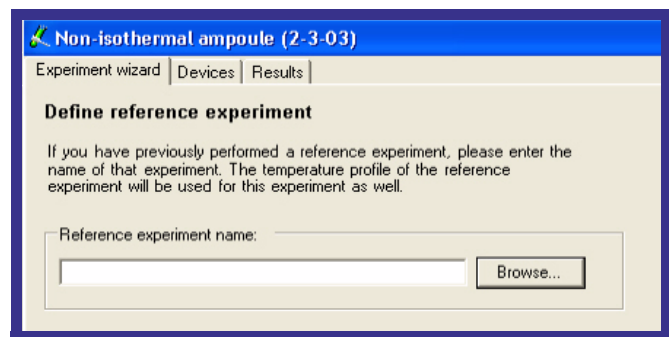 Non-isothermal ampoule (2-3-03)
Experiment wizard Devices Results
Define reference experiment
If you have previously performed a reference experiment, please enter the
name of that experiment. The temperature profile of the reference
experiment will be used for this experiment as well.
Reference experiment name:
Browse...